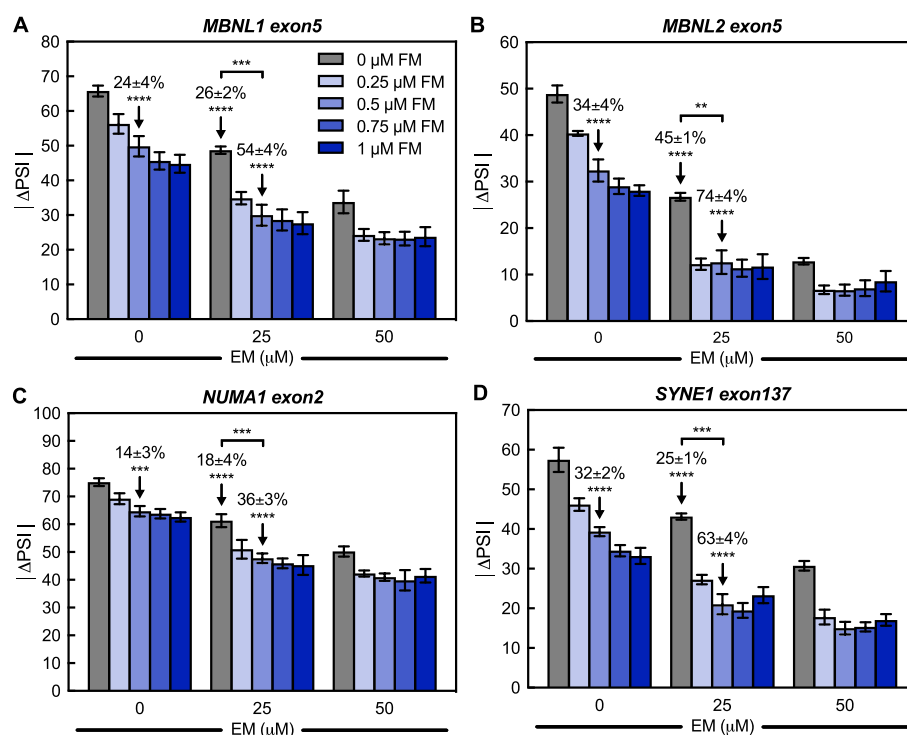 A
MBNL1 exon5
80
70
60
50
40
30
20
10
0
| ΔPSI |
24±4%
****
26±2%
****
***
54±4%
****
0 µM FM
0.25 µM FM
0.5 µM FM
0.75 µM FM
1 µM FM
0 25 50
EM (µM)
B
MBNL2 exon5
60
50
40
30
20
10
0
| ΔPSI |
34±4%
****
45±1%
****
**
74±4%
****
0 25 50
EM (µM)
C
NUMA1 exon2
100
90
80
70
60
50
40
30
20
10
0
| ΔPSI |
14±3%
***
18±4%
****
***
36±3%
****
0 25 50
EM (µM)
D
SYNE1 exon137
70
60
50
40
30
20
10
0
| ΔPSI |
32±2%
****
25±1%
****
***
63±4%
****
0 25 50
EM (µM)